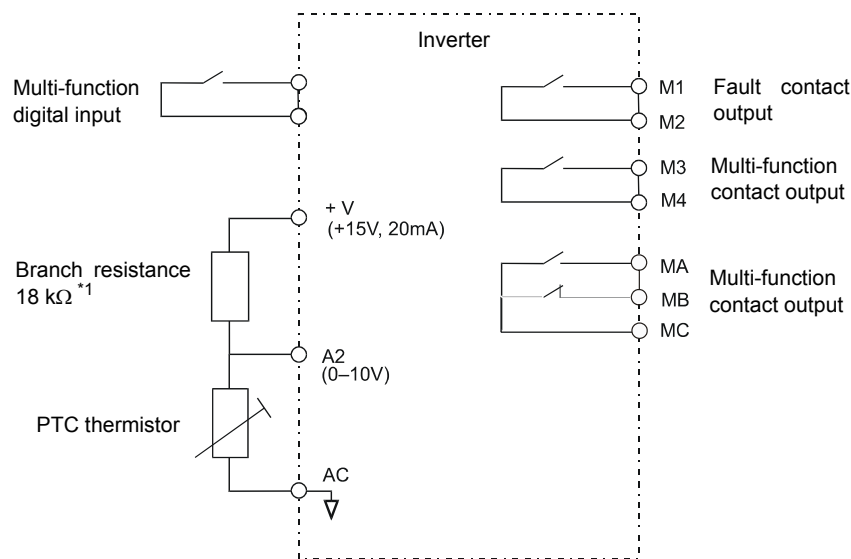 Inverter
Multi-function
digital input
+ V
(+15V, 20mA)
Branch resistance
18 kΩ *1
A2
(0–10V)
PTC thermistor
AC
M1
M2
Fault contact
output
M3
M4
Multi-function
contact output
MA
MB
MC
Multi-function
contact output